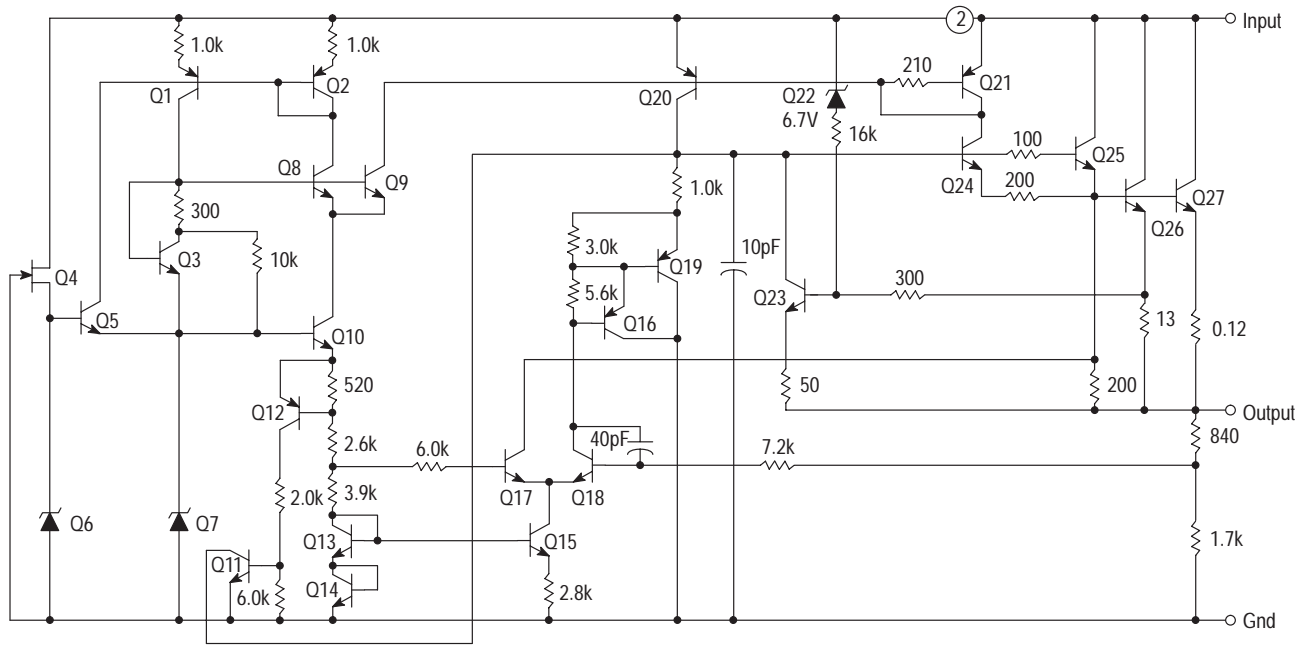 2
Input
1.0k
1.0k
210
Q1
Q2
Q20
Q22
6.7V
Q21
16k
100
Q25
Q8
Q9
Q24
200
1.0k
Q26
Q27
300
Q3
10k
3.0k
10pF
Q19
Q4
Q5
5.6k
Q23
300
Q16
13
0.12
Q10
520
50
200
Q12
Output
2.6k
40pF
840
6.0k
7.2k
2.0k
3.9k
Q17
Q18
Q6
Q7
Q13
Q15
1.7k
Q11
6.0k
Q14
2.8k
Gnd